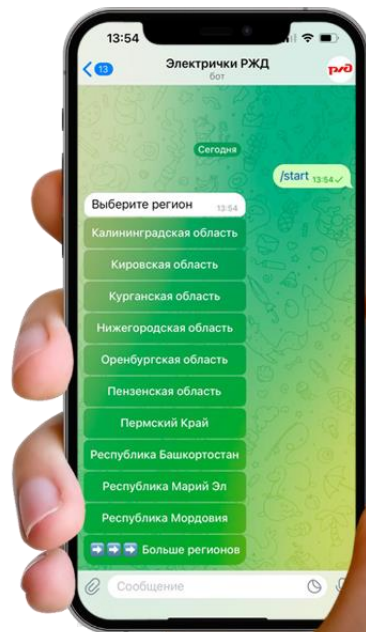 13:54
13
Электрички РЖД
бот
ржд
Сегодня
/start 13:54
Выберите регион 13:54
Калининградская область
Кировская область
Курганская область
Нижегородская область
Оренбургская область
Пензенская область
Пермский Край
Республика Башкортостан
Республика Марий Эл
Республика Мордовия
Больше регионов
Сообщение